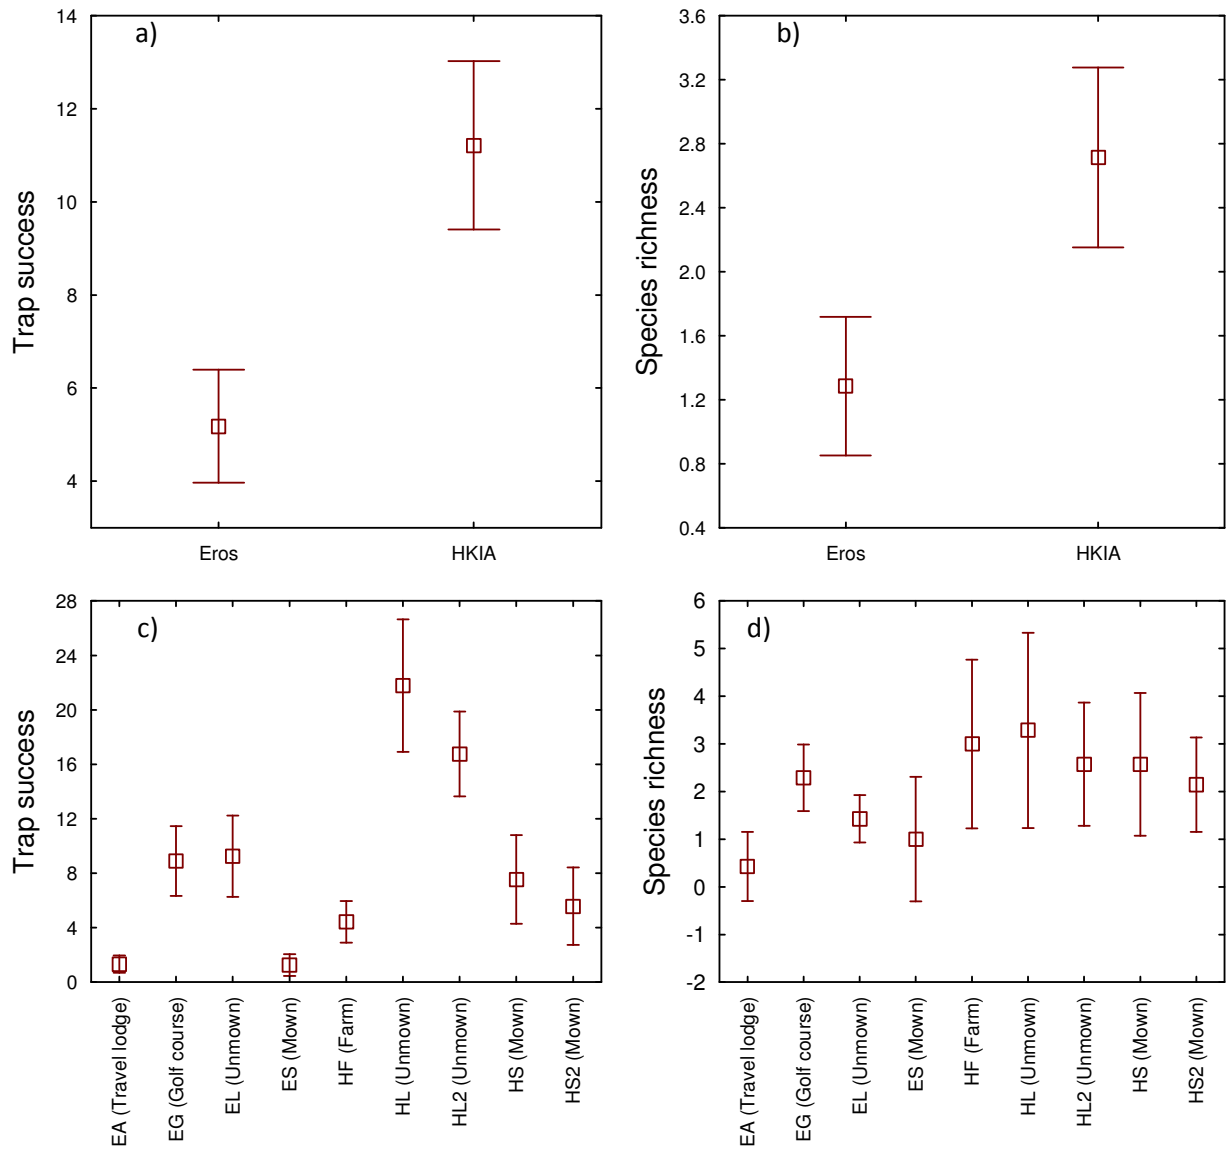 a)
Trap success
14
12
10
8
6
4
Eros
HKIA
b)
Species richness
3.6
3.2
2.8
2.4
2.0
1.6
1.2
0.8
0.4
Eros
HKIA
c)
Trap success
28
24
20
16
12
8
4
0
EA (Travel lodge)
EG (Golf course)
EL (Unmown)
ES (Mown)
HF (Farm)
HL (Unmown)
HL2 (Unmown)
HS (Mown)
HS2 (Mown)
d)
Species richness
6
5
4
3
2
1
0
-1
-2
EA (Travel lodge)
EG (Golf course)
EL (Unmown)
ES (Mown)
HF (Farm)
HL (Unmown)
HL2 (Unmown)
HS (Mown)
HS2 (Mown)